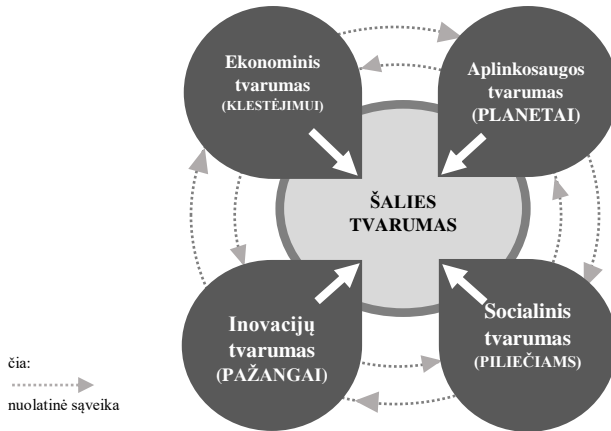 Ekonominis
tvarumas
(KLESTĖJIMUI)
Aplinkosaugos
tvarumas
(PLANETAI)
ŠALIES
TVARUMAS
Inovacijų
tvarumas
(PAŽANGAI)
Socialinis
tvarumas
(PILIEČIAMS)
čia:
nuolatinė sąveika